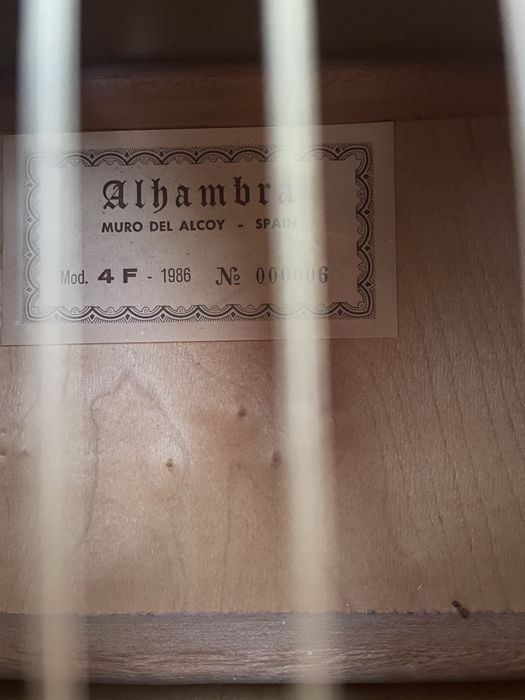 Alhambra
MURO DEL ALCOY - SPAIN
Mod. 4 F - 1986 № 000006